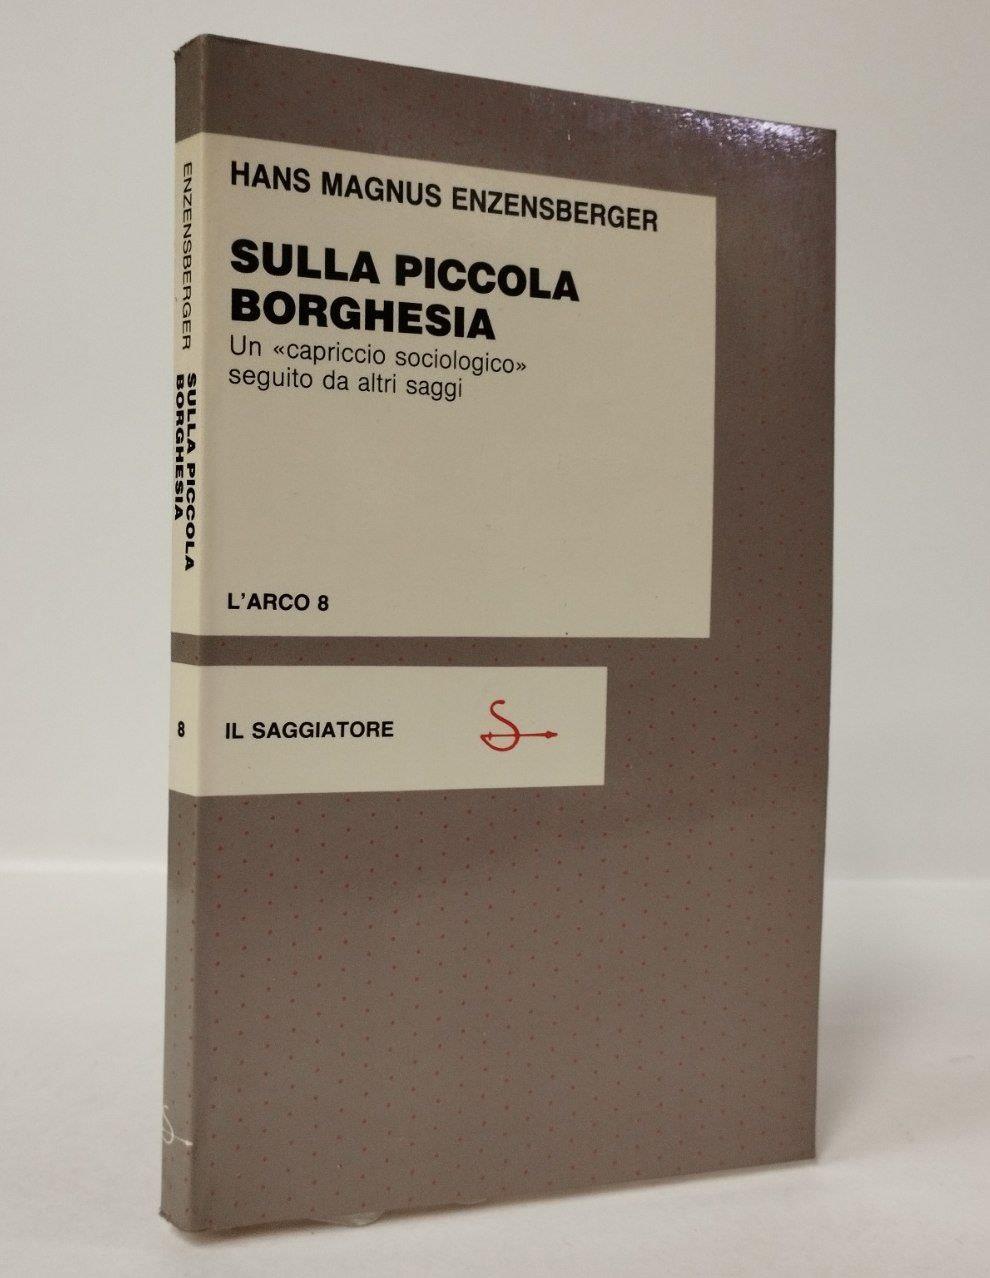 HANS MAGNUS ENZENSBERGER
SULLA PICCOLA
BORGHESIA
Un «capriccio sociologico»
seguito da altri saggi
L'ARCO 8
IL SAGGIATORE
ENZENSBERGER
SULLA PICCOLA
BORGHESIA
8